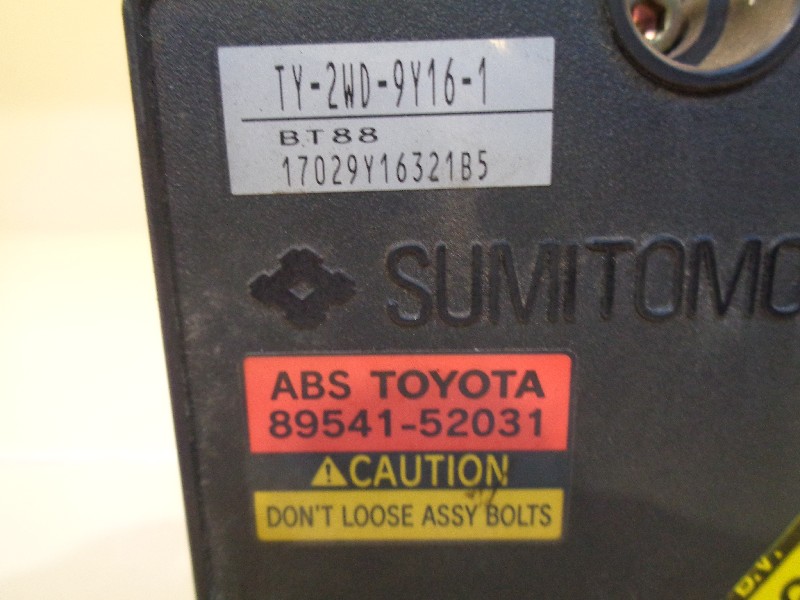 TY-2WD-9Y16-1
BT88
17029Y16321B5
SUMITOMO
ABS TOYOTA
89541-52031
CAUTION
DON'T LOOSE ASSY BOLTS